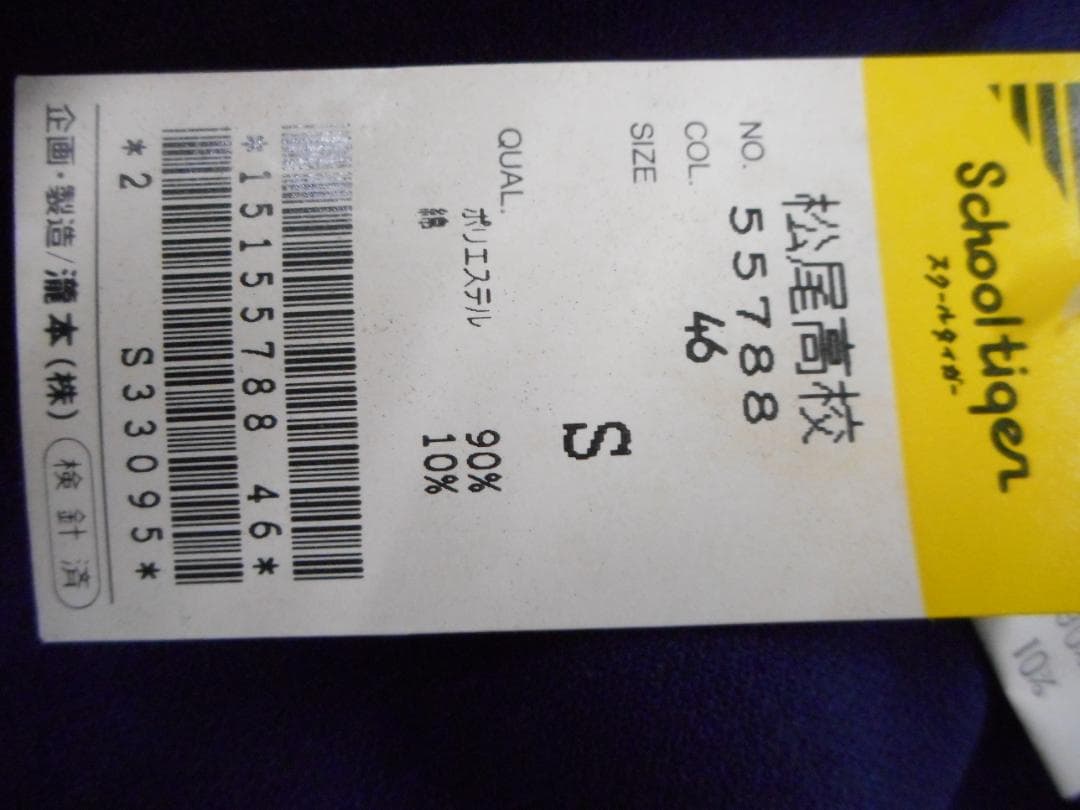 Schooltiger
スクールタイガー
松尾高校
NO. 55788
COL. 46
SIZE S
QUAL.
ポリエステル 90%
綿 10%
*15155788 46*
*2 S33095*
企画・製造/瀧本(株) 検針済
10%